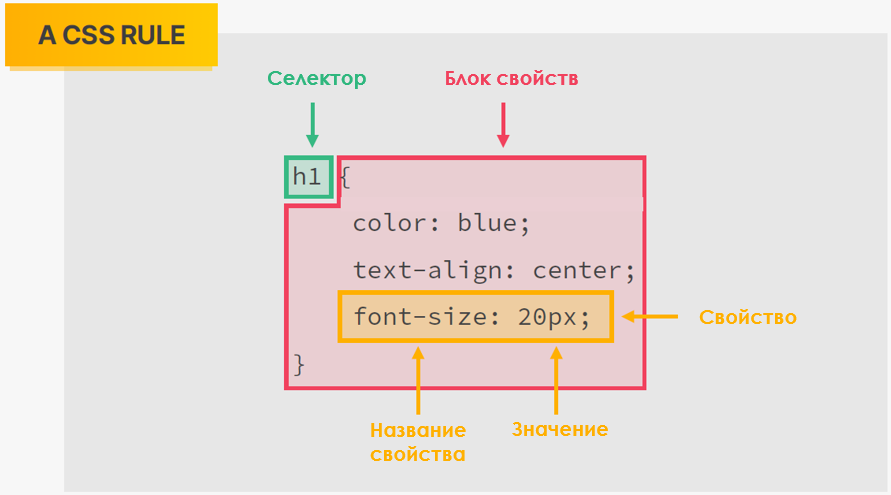 A CSS RULE
Селектор
Блок свойств
h1 {
color: blue;
text-align: center;
font-size: 20px;
Свойство
}
Название
свойства
Значение